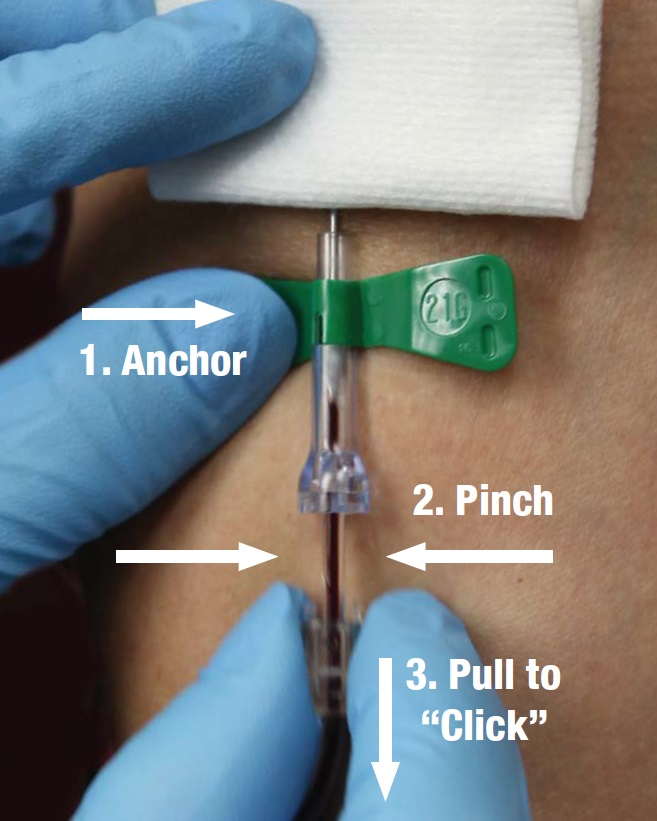 21G
1. Anchor
2. Pinch
3. Pull to
“Click”